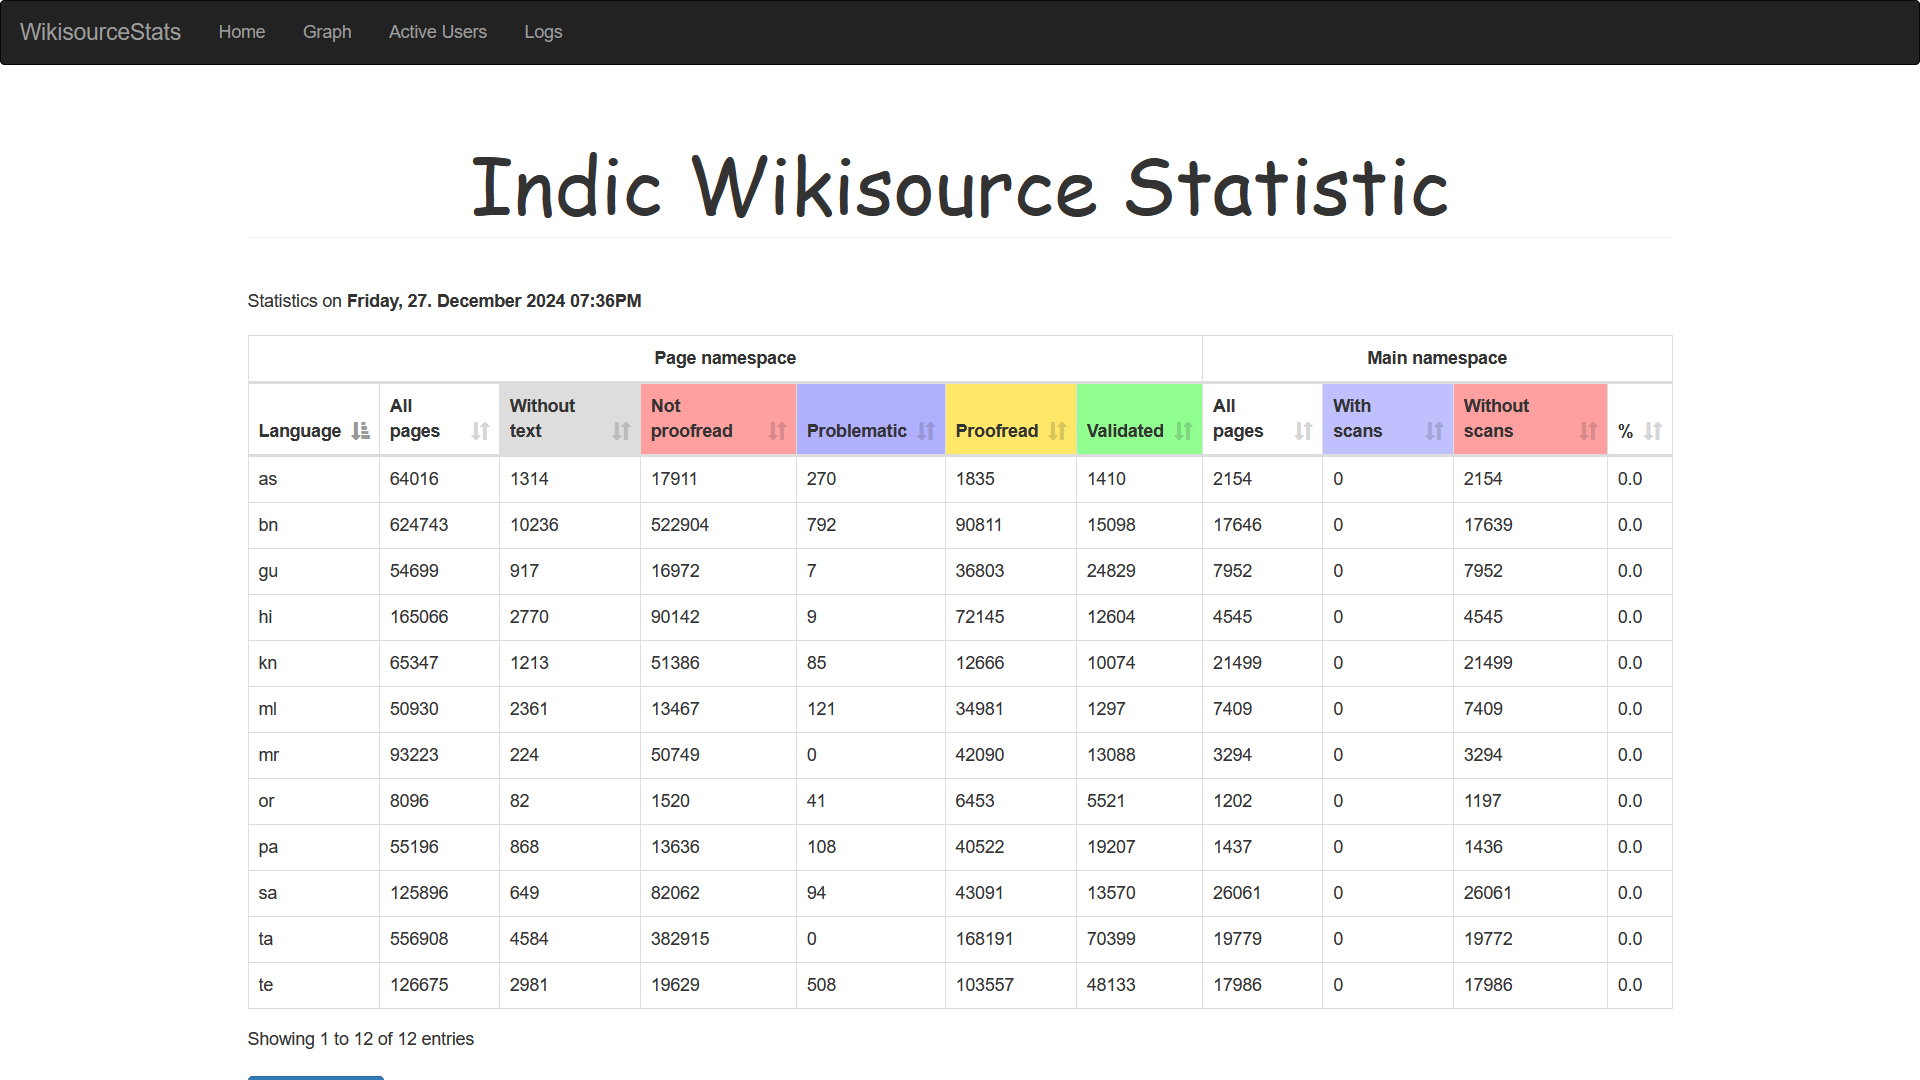 WikisourceStats Home Graph Active Users Logs
Indic Wikisource Statistic
Statistics on Friday, 27. December 2024 07:36PM
Page namespace Main namespace
Language All pages Without text Not proofread Problematic Proofread Validated All pages With scans Without scans %
as 64016 1314 17911 270 1835 1410 2154 0 2154 0.0
bn 624743 10236 522904 792 90811 15098 17646 0 17639 0.0
gu 54699 917 16972 7 36803 24829 7952 0 7952 0.0
hi 165066 2770 90142 9 72145 12604 4545 0 4545 0.0
kn 65347 1213 51386 85 12666 10074 21499 0 21499 0.0
ml 50930 2361 13467 121 34981 1297 7409 0 7409 0.0
mr 93223 224 50749 0 42090 13088 3294 0 3294 0.0
or 8096 82 1520 41 6453 5521 1202 0 1197 0.0
pa 55196 868 13636 108 40522 19207 1437 0 1436 0.0
sa 125896 649 82062 94 43091 13570 26061 0 26061 0.0
ta 556908 4584 382915 0 168191 70399 19779 0 19772 0.0
te 126675 2981 19629 508 103557 48133 17986 0 17986 0.0
Showing 1 to 12 of 12 entries